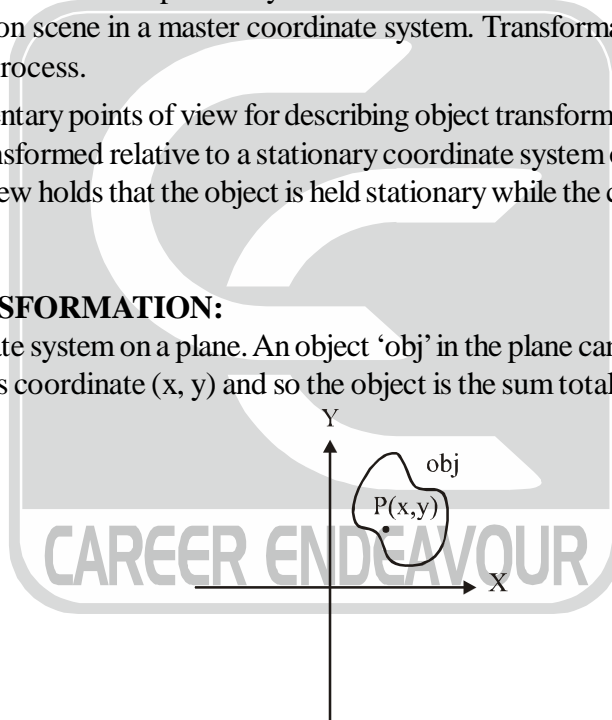 on scene in a master coordinate system. Transforma
rocess.
ntary points of view for describing object transform
nsformed relative to a stationary coordinate system
ew holds that the object is held stationary while the c
SFORMATION:
te system on a plane. An object ‘obj’ in the plane can
s coordinate (x, y) and so the object is the sum total
Y
obj
P(x,y)
X
CAREER ENDEAVOUR